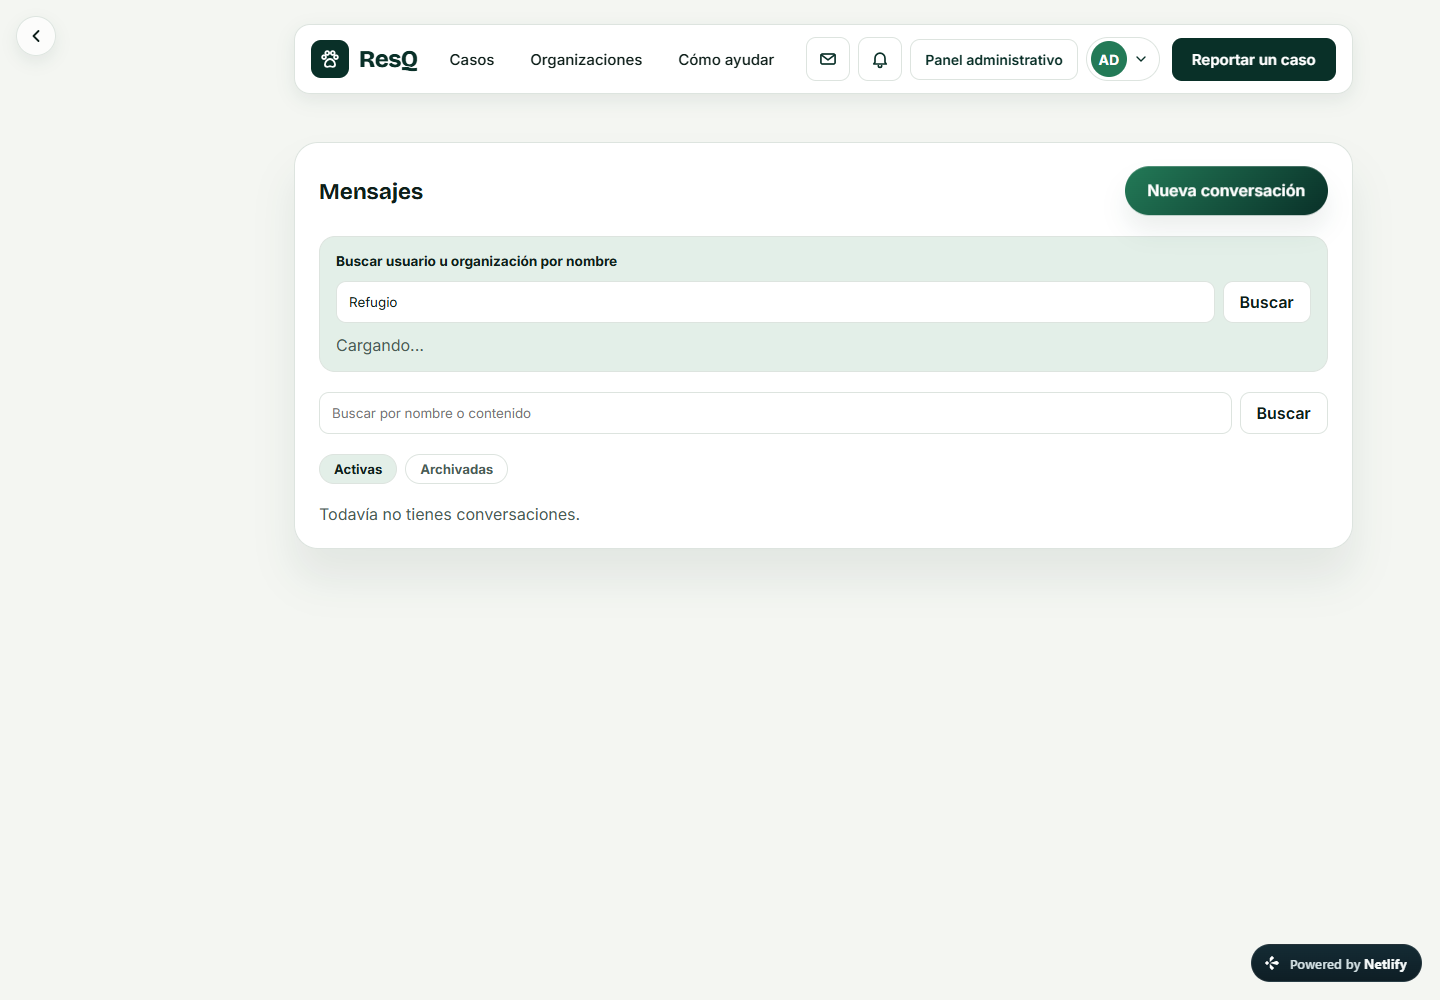 ResQ
Casos
Organizaciones
Cómo ayudar
Panel administrativo
AD
Reportar un caso
Mensajes
Nueva conversación
Buscar usuario u organización por nombre
Refugio
Buscar
Cargando...
Buscar por nombre o contenido
Buscar
Activas
Archivadas
Todavía no tienes conversaciones.
Powered by Netlify